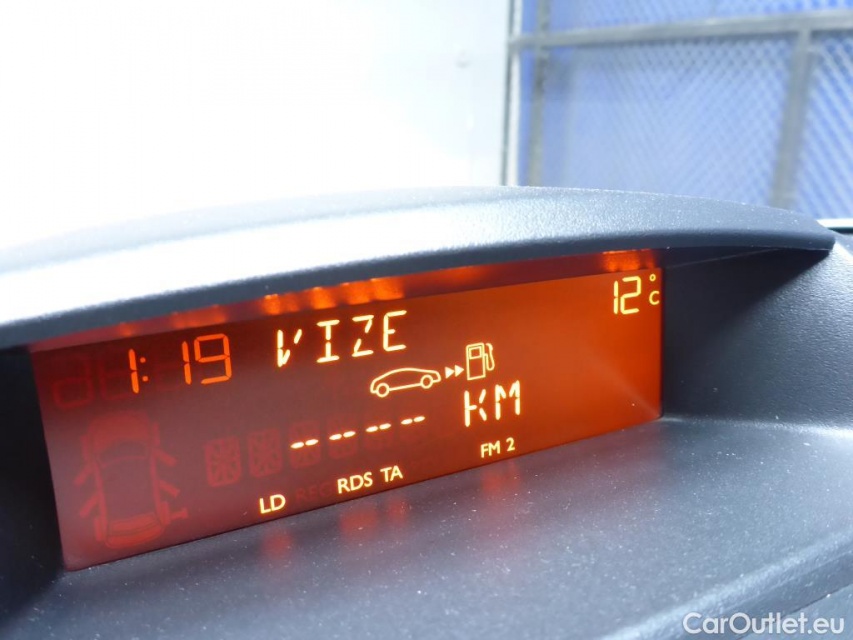 1:19 VIZE 12°C
---- KM
LD RDS TA FM 2
CarOutlet.eu